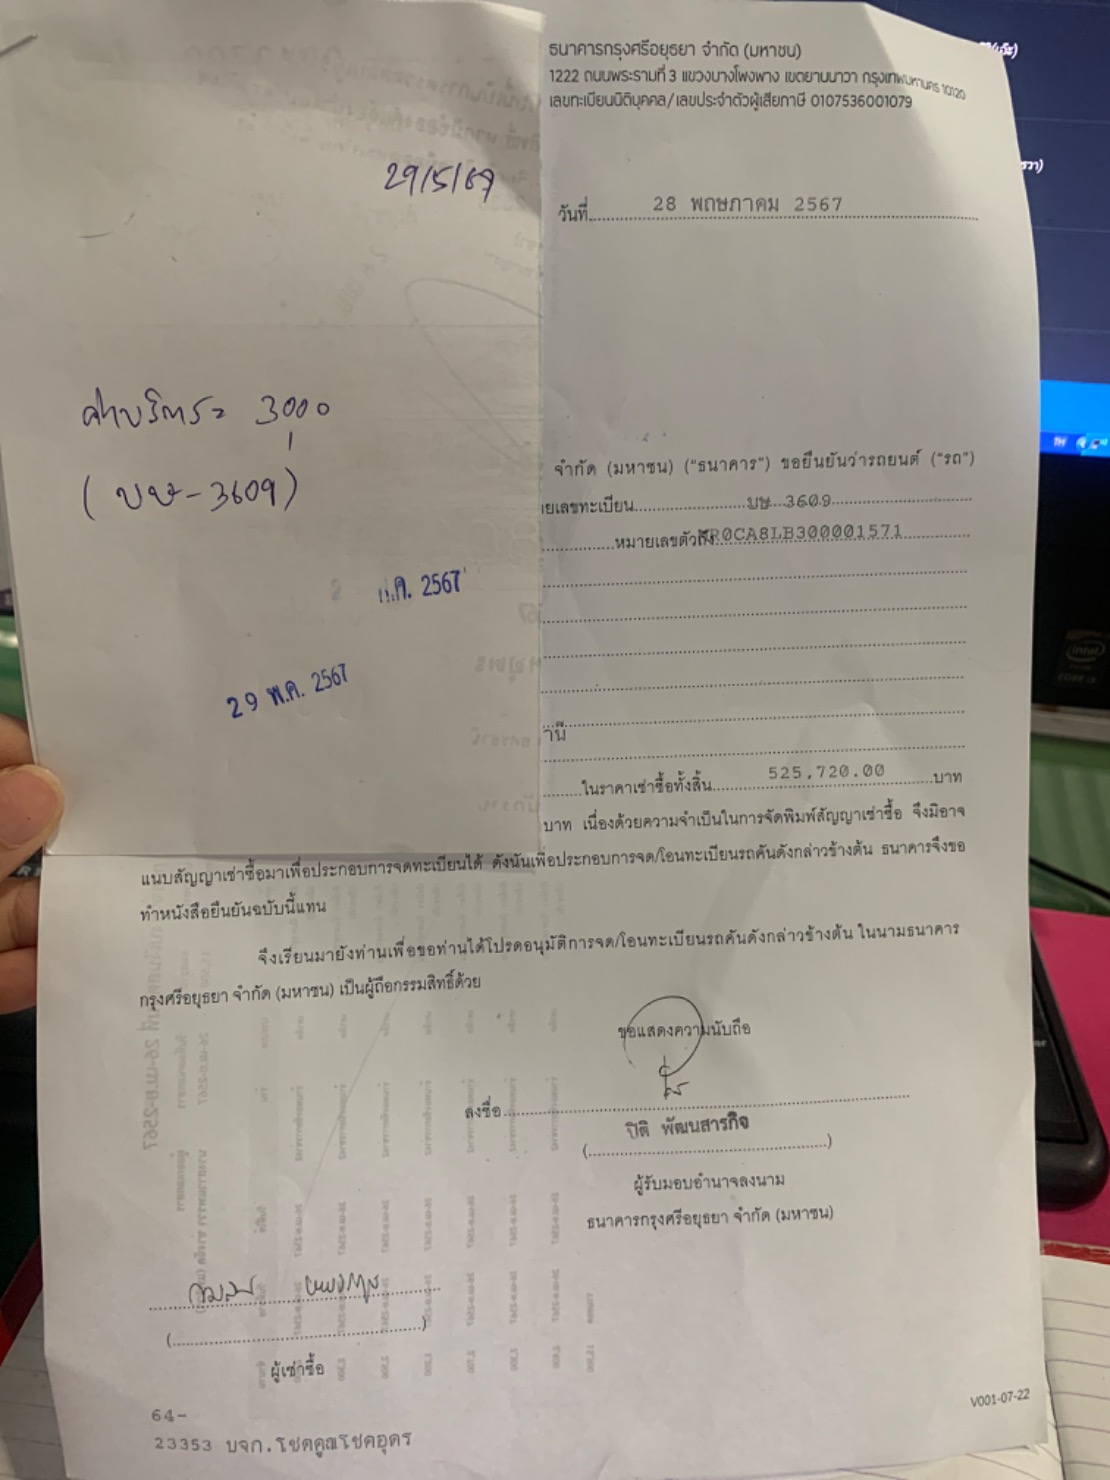 ธนาคารกรุงศรีอยุธยา จำกัด (มหาชน)
1222 ถนนพระรามที่ 3 แขวงบางโพงพาง เขตยานนาวา กรุงเทพมหานคร 10120
เลขทะเบียนนิติบุคคล/เลขประจำตัวผู้เสียภาษี 0107536001079
29/5/67
วันที่ 28 พฤษภาคม 2567
ค่าบริการ 3000
(บษ-3609)
พ.ค. 2567
29 พ.ค. 2567
จำกัด (มหาชน) ("ธนาคาร") ขอยืนยันว่ารถยนต์ ("รถ")
ยเลขทะเบียน บษ 3609
หมายเลขตัวถัง R0CA8LB300001571
านี้
ในราคาเช่าซื้อทั้งสิ้น 525,720.00 บาท
บาท เนื่องด้วยความจำเป็นในการจัดพิมพ์สัญญาเช่าซื้อ จึงมิอาจ
แนบสัญญาเช่าซื้อมาเพื่อประกอบการจดทะเบียนได้ ดังนั้นเพื่อประกอบการจด/โอนทะเบียนรถคันดังกล่าวข้างต้น ธนาคารจึงขอ
ทำหนังสือยืนยันฉบับนี้แทน
จึงเรียนมายังท่านเพื่อขอท่านได้โปรดอนุมัติการจด/โอนทะเบียนรถคันดังกล่าวข้างต้น ในนามธนาคาร
กรุงศรีอยุธยา จำกัด (มหาชน) เป็นผู้ถือกรรมสิทธิ์ด้วย
ขอแสดงความนับถือ
ลงชื่อ
ปิติ พัฒนสารกิจ
ผู้รับมอบอำนาจลงนาม
ธนาคารกรุงศรีอยุธยา จำกัด (มหาชน)
ผู้เช่าซื้อ
V001-07-22
64-
23353 บจก.โชคคูณโชคอุดร